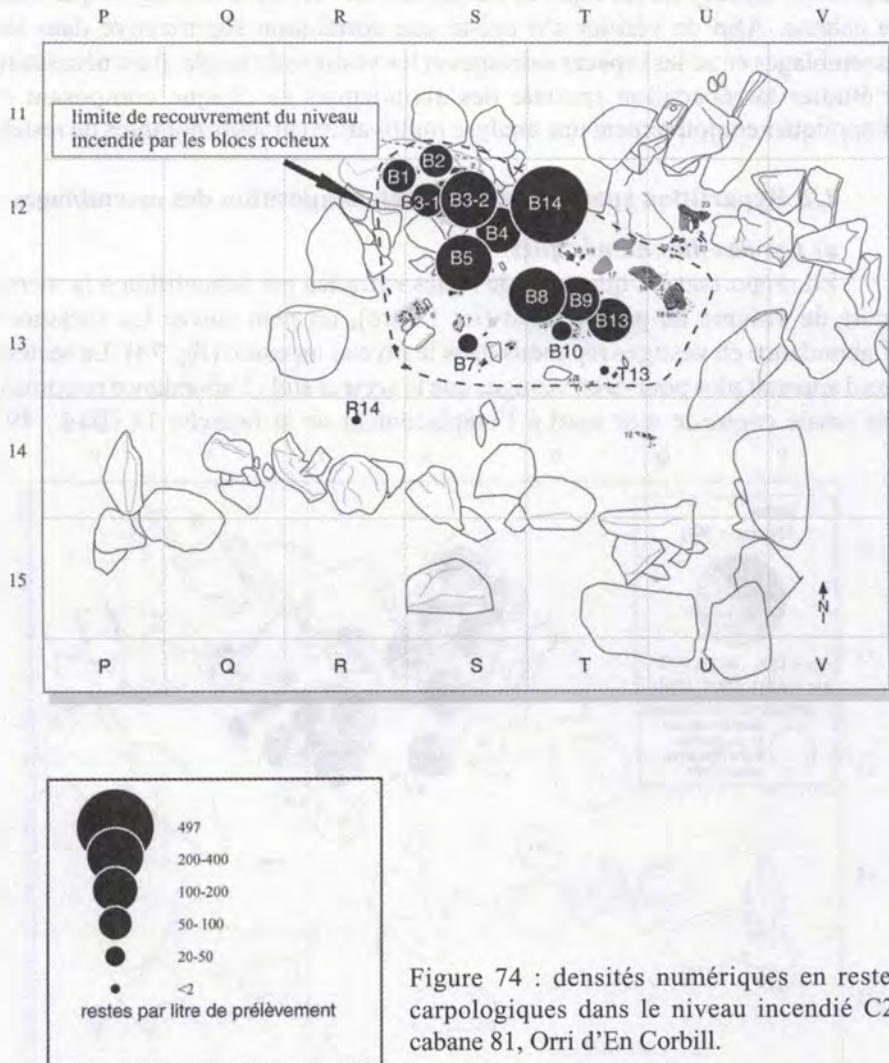 P Q R S T U V
11
limite de recouvrement du niveau
incendié par les blocs rocheux
B2
B1
12
B3-1
B3-2
B14
B4
B5
B8
B9
B13
13
B7
B10
T13
R14
14
15
N
P Q R S T U V
497
200-400
100-200
50-100
20-50
<2
restes par litre de prélèvement
Figure 74 : densités numériques en reste
carpologiques dans le niveau incendié C2
cabane 81, Orri d'En Corbill.